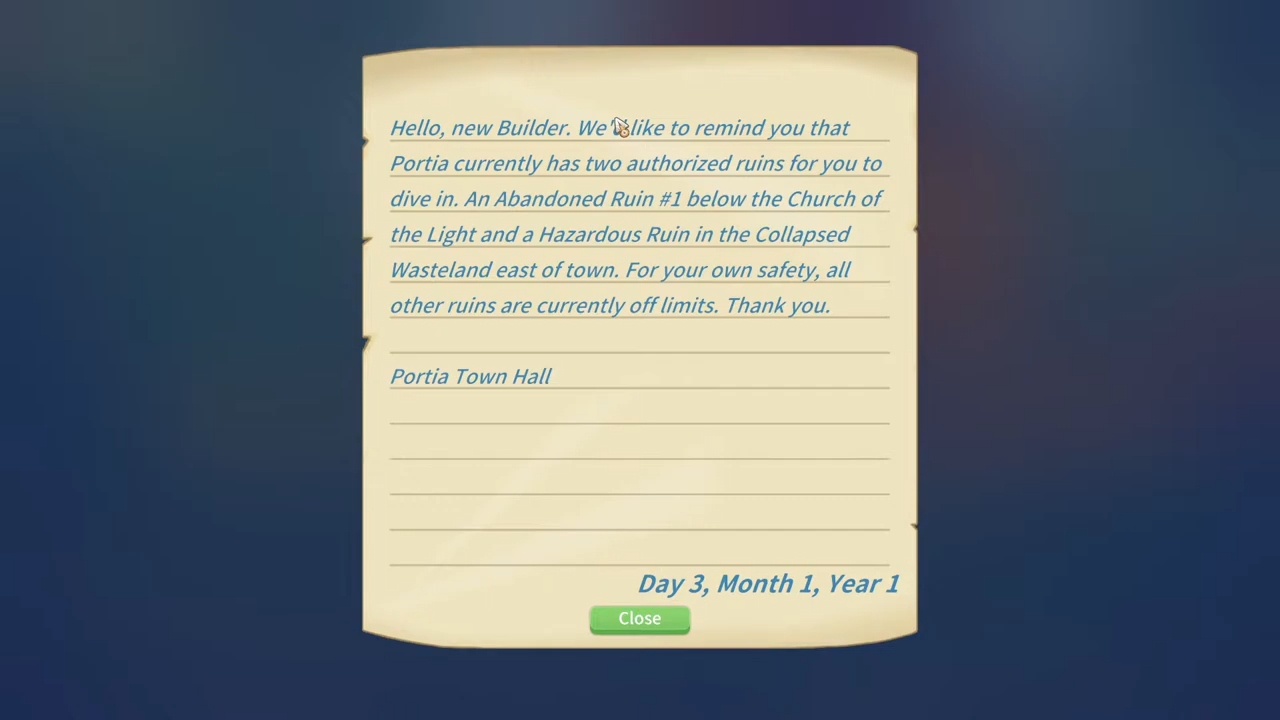 Hello, new Builder. We'd like to remind you that
Portia currently has two authorized ruins for you to
dive in. An Abandoned Ruin #1 below the Church of
the Light and a Hazardous Ruin in the Collapsed
Wasteland east of town. For your own safety, all
other ruins are currently off limits. Thank you.
Portia Town Hall
Day 3, Month 1, Year 1
Close